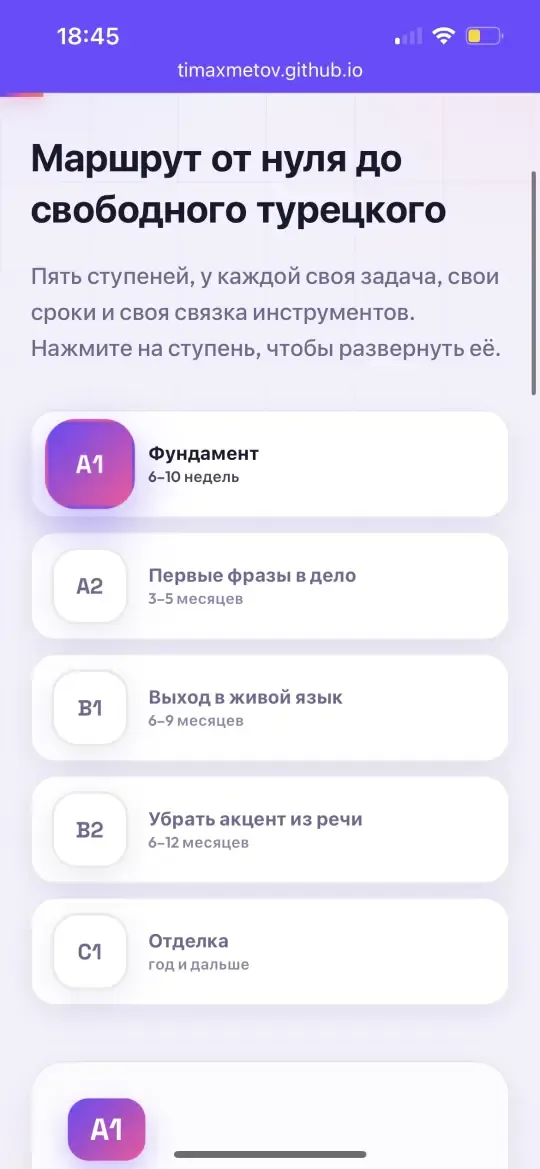 18:45
timaxmetov.github.io
Маршрут от нуля до
свободного турецкого
Пять ступеней, у каждой своя задача, свои
сроки и своя связка инструментов.
Нажмите на ступень, чтобы развернуть её.
A1
Фундамент
6–10 недель
A2
Первые фразы в дело
3–5 месяцев
B1
Выход в живой язык
6–9 месяцев
B2
Убрать акцент из речи
6–12 месяцев
C1
Отделка
год и дальше
A1